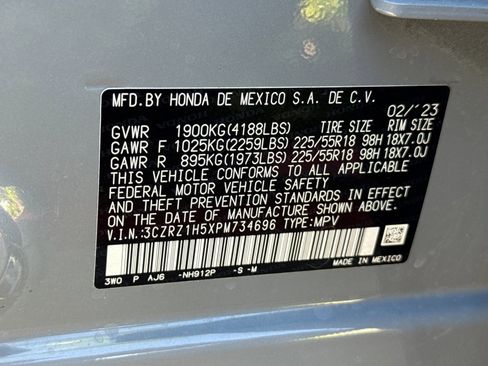 MFD.BY HONDA DE MEXICO S.A. DE C.V.
02/'23
GVWR 1900KG(4188LBS) TIRE SIZE RIM SIZE
GAWR F 1025KG(2259LBS) 225/55R18 98H 18X7.0J
GAWR R 895KG(1973LBS) 225/55R18 98H 18X7.0J
THIS VEHICLE CONFORMS TO ALL APPLICABLE
FEDERAL MOTOR VEHICLE SAFETY
AND THEFT PREVENTION STANDARDS IN EFFECT
ON THE DATE OF MANUFACTURE SHOWN ABOVE.
V.I.N.:3CZRZ1H5XPM734696 TYPE:MPV
3W0 P AJ6 -NH912P -S -M
MADE IN MEXICO